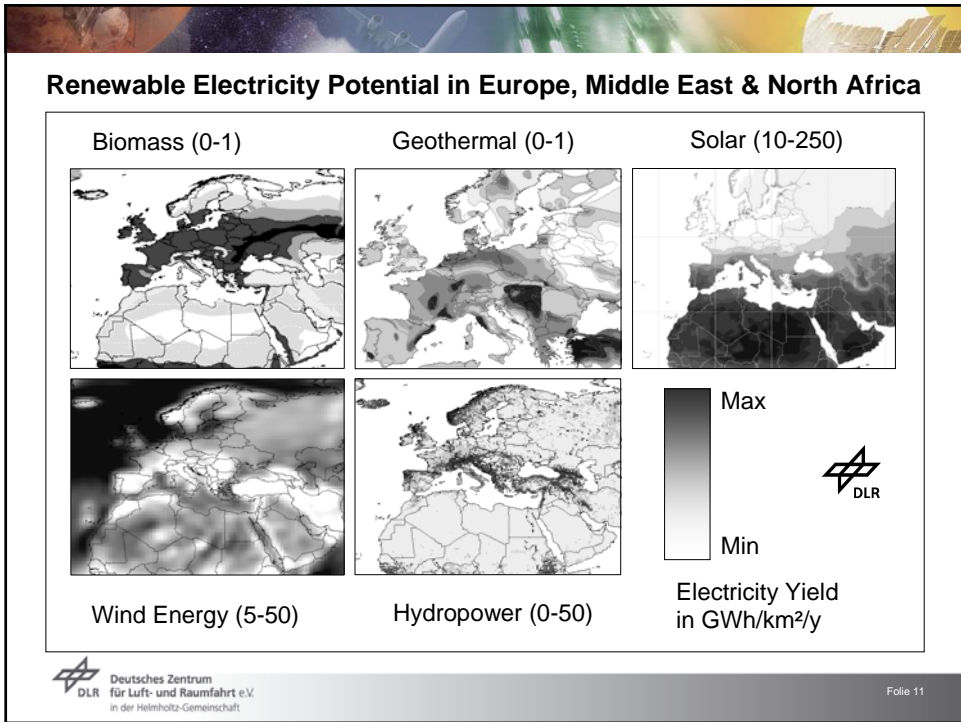 Renewable Electricity Potential in Europe, Middle East & North Africa
Biomass (0-1)
Geothermal (0-1)
Solar (10-250)
Max
DLR
Min
Wind Energy (5-50)
Hydropower (0-50)
Electricity Yield
in GWh/km²/y
DLR
Deutsches Zentrum
für Luft- und Raumfahrt e.V.
in der Helmholtz-Gemeinschaft
Folie 11